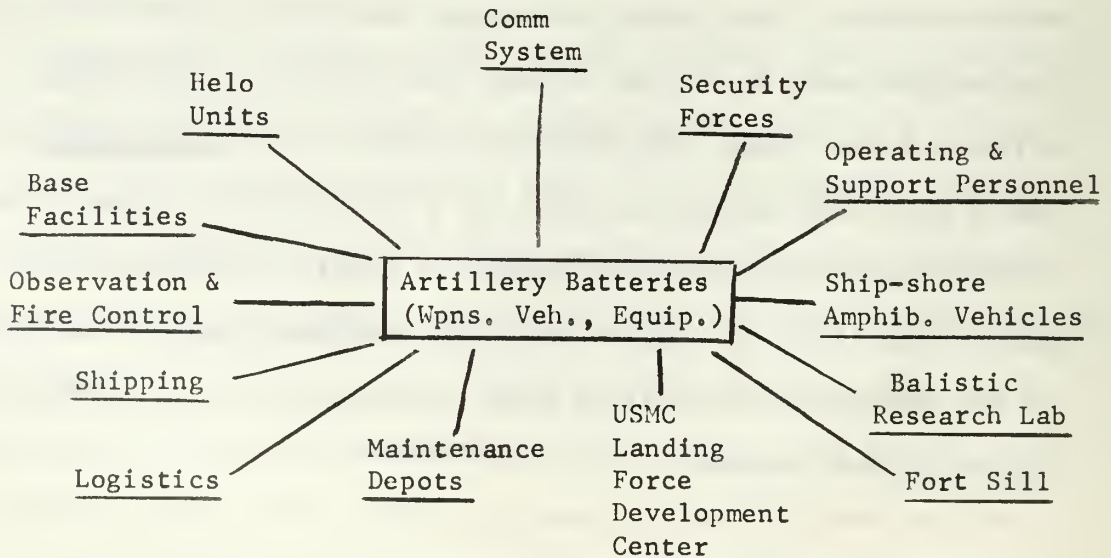 Comm
System
Helo
Units
Security
Forces
Operating &
Support Personnel
Base
Facilities
Observation &
Fire Control
Artillery Batteries
(Wpns. Veh., Equip.)
Ship-shore
Amphib. Vehicles
Shipping
Balistic
Research Lab
Logistics
Maintenance
Depots
USMC
Landing
Force
Development
Center
Fort Sill